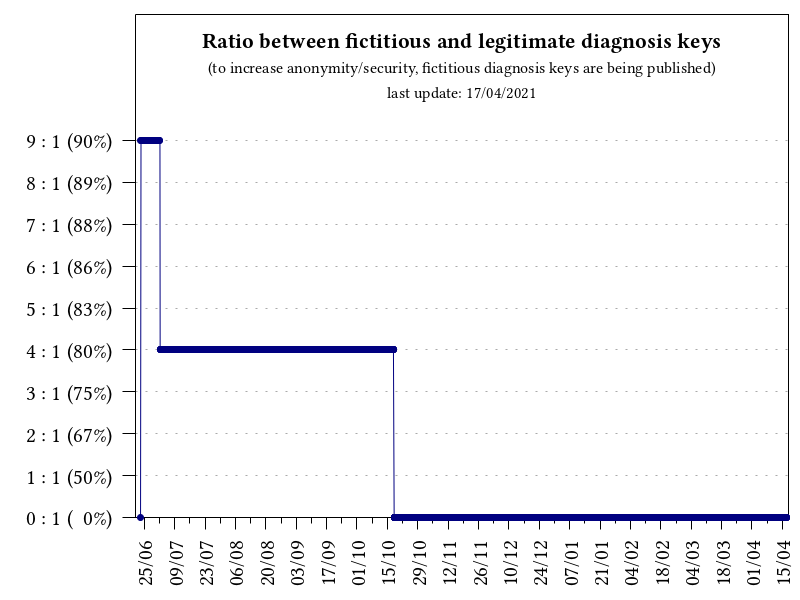 Ratio between fictitious and legitimate diagnosis keys
(to increase anonymity/security, fictitious diagnosis keys are being published)
last update: 17/04/2021
9 : 1 (90%)
8 : 1 (89%)
7 : 1 (88%)
6 : 1 (86%)
5 : 1 (83%)
4 : 1 (80%)
3 : 1 (75%)
2 : 1 (67%)
1 : 1 (50%)
0 : 1 ( 0%)
25/06
09/07
23/07
06/08
20/08
03/09
17/09
01/10
15/10
29/10
12/11
26/11
10/12
24/12
07/01
21/01
04/02
18/02
04/03
18/03
01/04
15/04